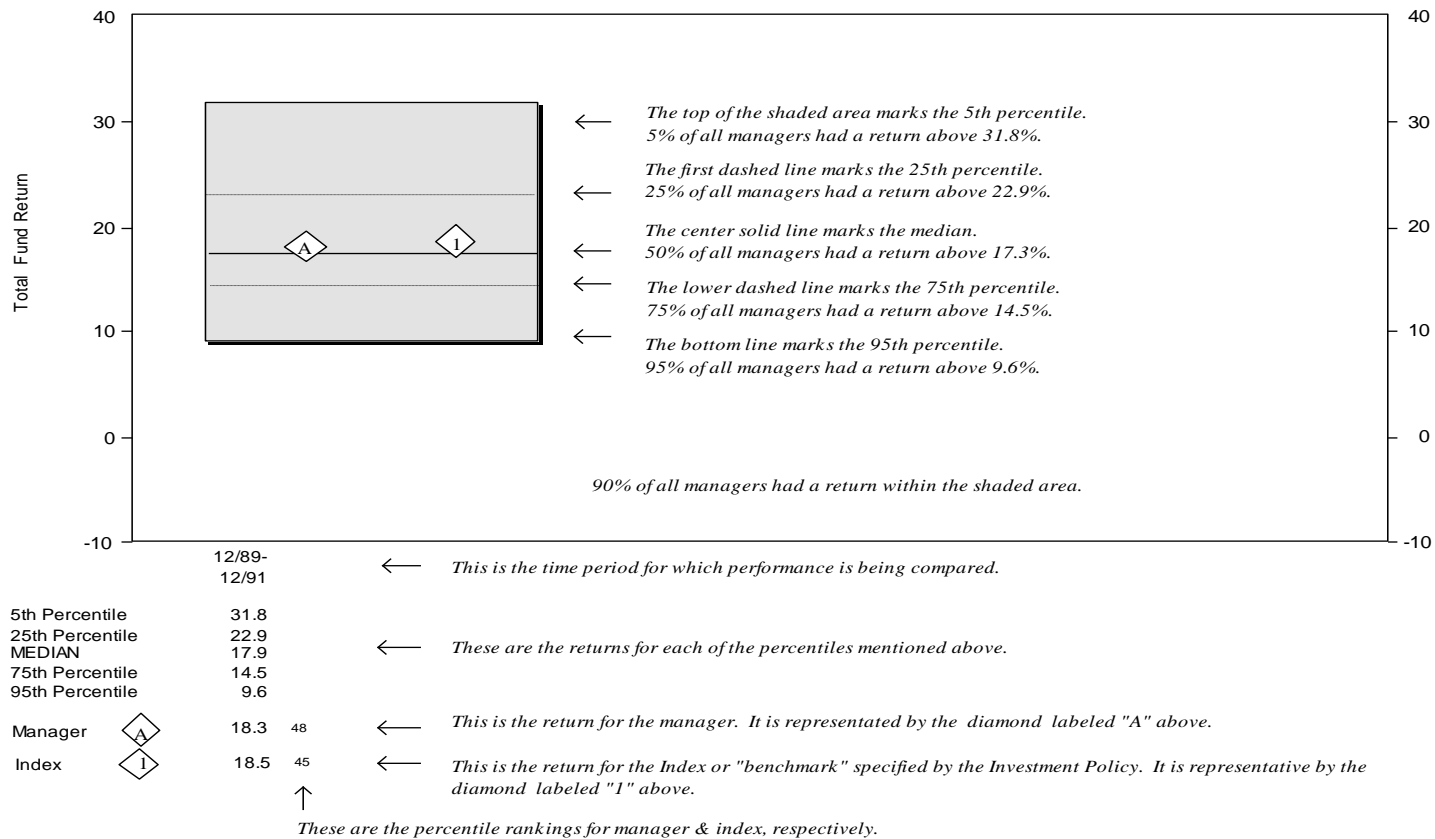 40
40
The top of the shaded area marks the 5th percentile.
30
30
5% of all managers had a return above 31.8%.
The first dashed line marks the 25th percentile.
25% of all managers had a return above 22.9%.
Total Fund Return
The center solid line marks the median.
20
20
A
1
50% of all managers had a return above 17.3%.
The lower dashed line marks the 75th percentile.
75% of all managers had a return above 14.5%.
10
10
The bottom line marks the 95th percentile.
95% of all managers had a return above 9.6%.
0
0
90% of all managers had a return within the shaded area.
-10
-10
12/89-
12/91
This is the time period for which performance is being compared.
5th Percentile 31.8
25th Percentile 22.9
MEDIAN 17.9
These are the returns for each of the percentiles mentioned above.
75th Percentile 14.5
95th Percentile 9.6
Manager A 18.3 48
This is the return for the manager. It is representated by the diamond labeled "A" above.
Index 1 18.5 45
This is the return for the Index or "benchmark" specified by the Investment Policy. It is representative by the
diamond labeled "1" above.
These are the percentile rankings for manager & index, respectively.